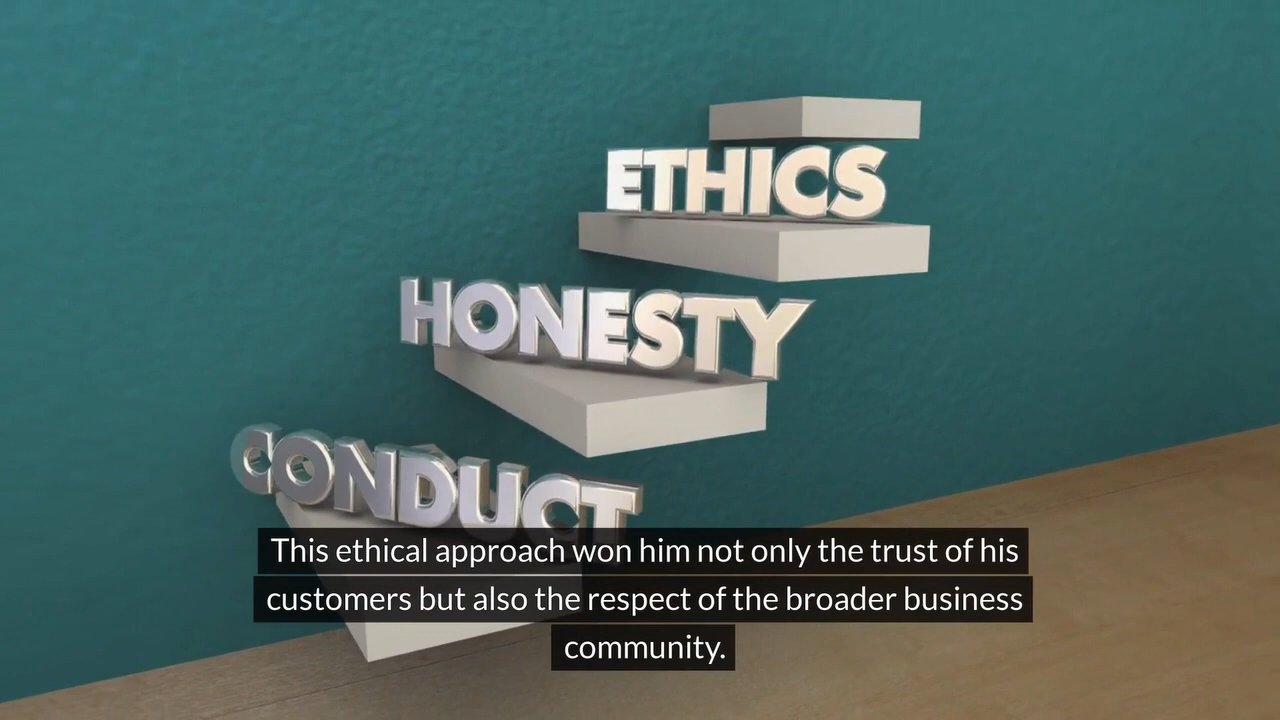 ETHICS
HONESTY
CONDUCT
This ethical approach won him not only the trust of his
customers but also the respect of the broader business
community.